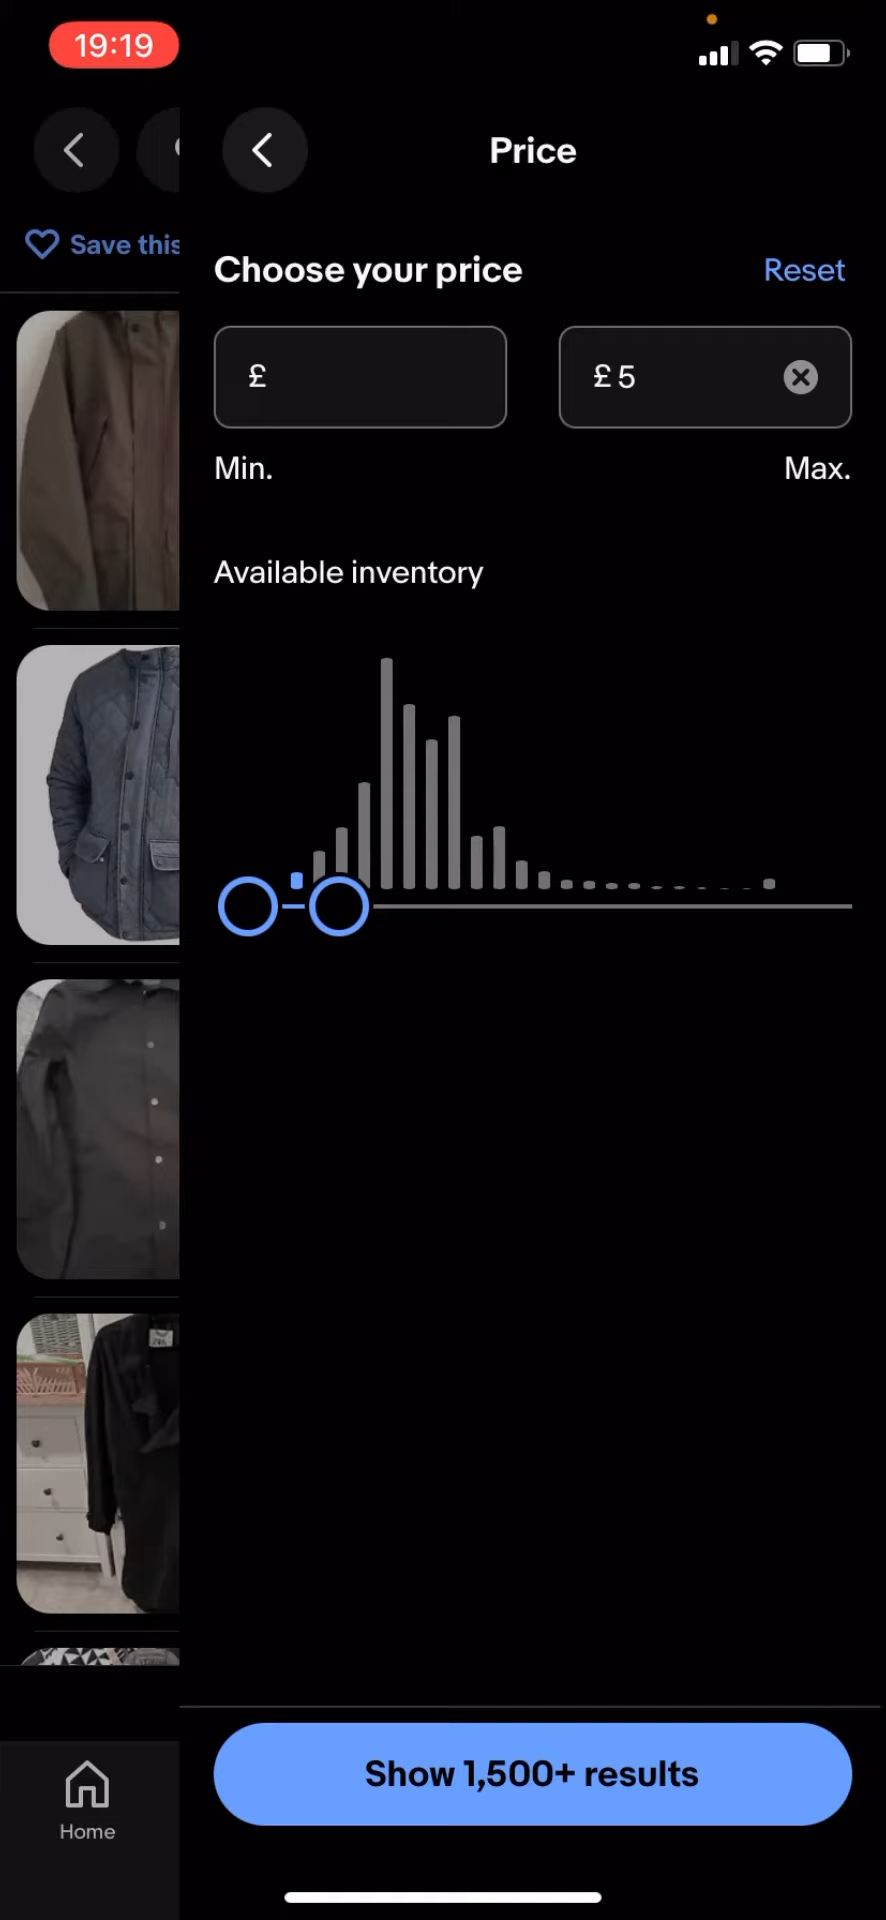 19:19
Price
Save this
Choose your price
Reset
£
£ 5
Min.
Max.
Available inventory
Show 1,500+ results
Home